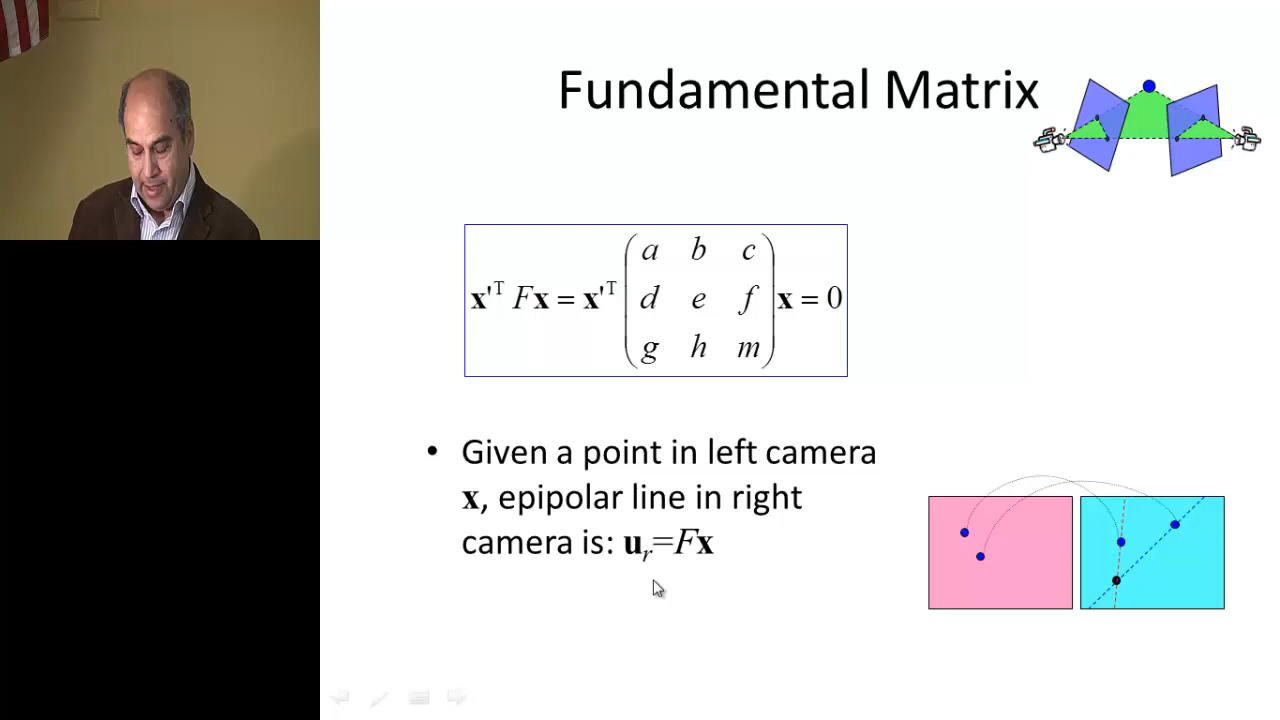 Fundamental Matrix
x'ᵀ Fx = x'ᵀ ( a b c
d e f
g h m ) x = 0
• Given a point in left camera
x, epipolar line in right
camera is: uᵣ=Fx